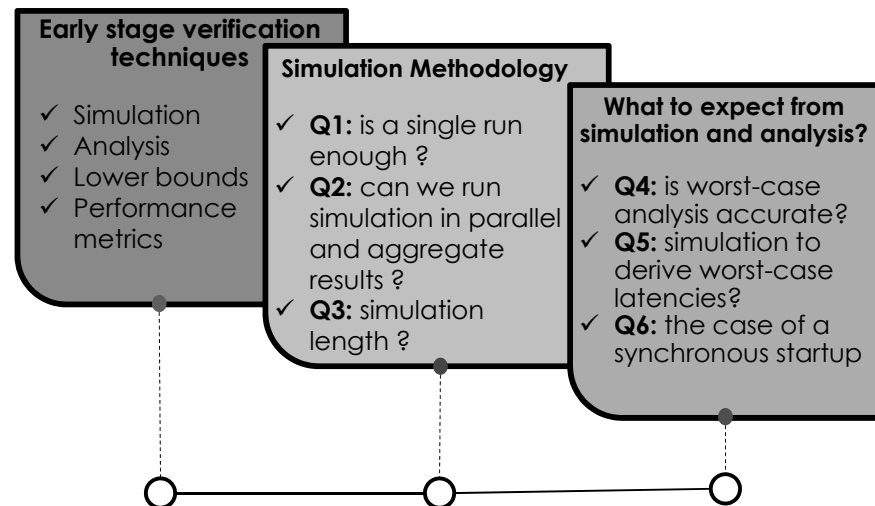 Early stage verification
techniques
✓ Simulation
✓ Analysis
✓ Lower bounds
✓ Performance
metrics
Simulation Methodology
✓ Q1: is a single run
enough ?
✓ Q2: can we run
simulation in parallel
and aggregate
results ?
✓ Q3: simulation
length ?
What to expect from
simulation and analysis?
✓ Q4: is worst-case
analysis accurate?
✓ Q5: simulation to
derive worst-case
latencies?
✓ Q6: the case of a
synchronous startup